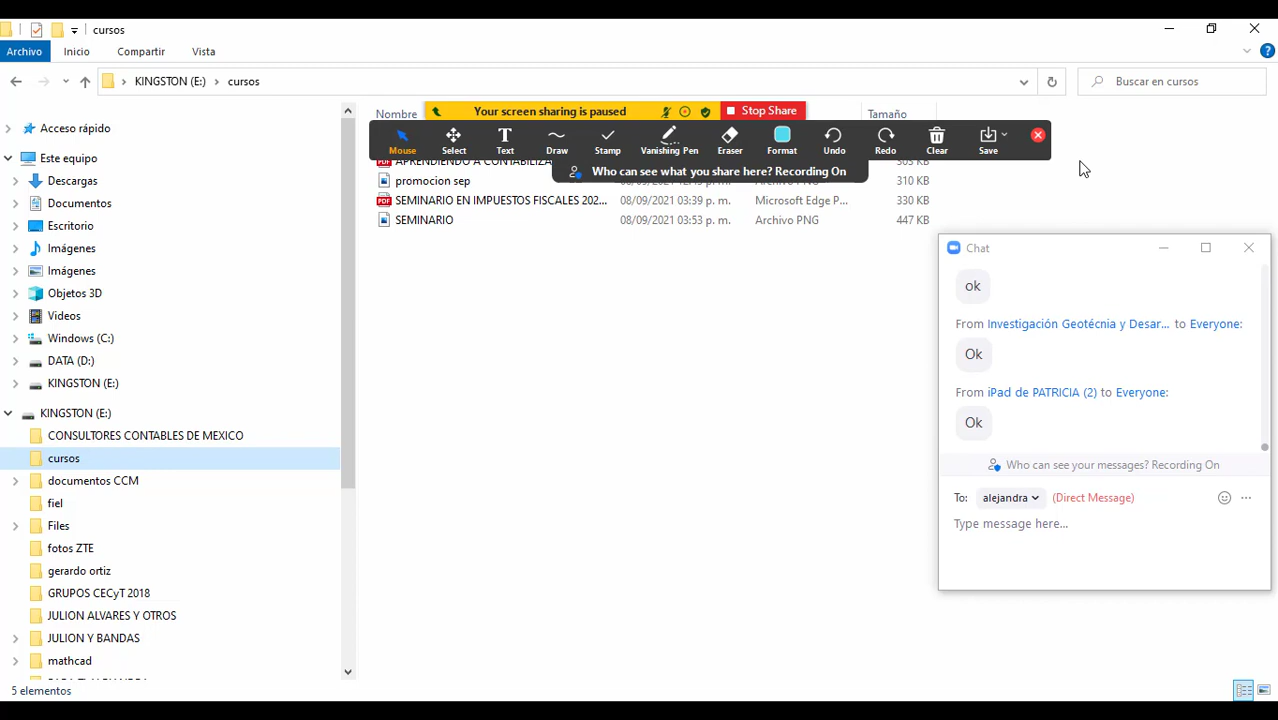 cursos
Archivo Inicio Compartir Vista
KINGSTON (E:) cursos
Buscar en cursos
Nombre
Your screen sharing is paused
Stop Share
Tamaño
Mouse Select Text Draw Stamp Vanishing Pen Eraser Format Undo Redo Clear Save
Who can see what you share here? Recording On
APRENDIENDO A CONTABILIZA 303 KB
promocion sep 310 KB
SEMINARIO EN IMPUESTOS FISCALES 202... 08/09/2021 03:39 p. m. Microsoft Edge P... 330 KB
SEMINARIO 08/09/2021 03:53 p. m. Archivo PNG 447 KB
Acceso rápido
Este equipo
Descargas
Documentos
Escritorio
Imágenes
Imágenes
Objetos 3D
Videos
Windows (C:)
DATA (D:)
KINGSTON (E:)
KINGSTON (E:)
CONSULTORES CONTABLES DE MEXICO
cursos
documentos CCM
fiel
Files
fotos ZTE
gerardo ortiz
GRUPOS CECyT 2018
JULION ALVARES Y OTROS
JULION Y BANDAS
mathcad
5 elementos
Chat
ok
From Investigación Geotécnia y Desar... to Everyone:
Ok
From iPad de PATRICIA (2) to Everyone:
Ok
Who can see your messages? Recording On
To: alejandra (Direct Message)
Type message here...